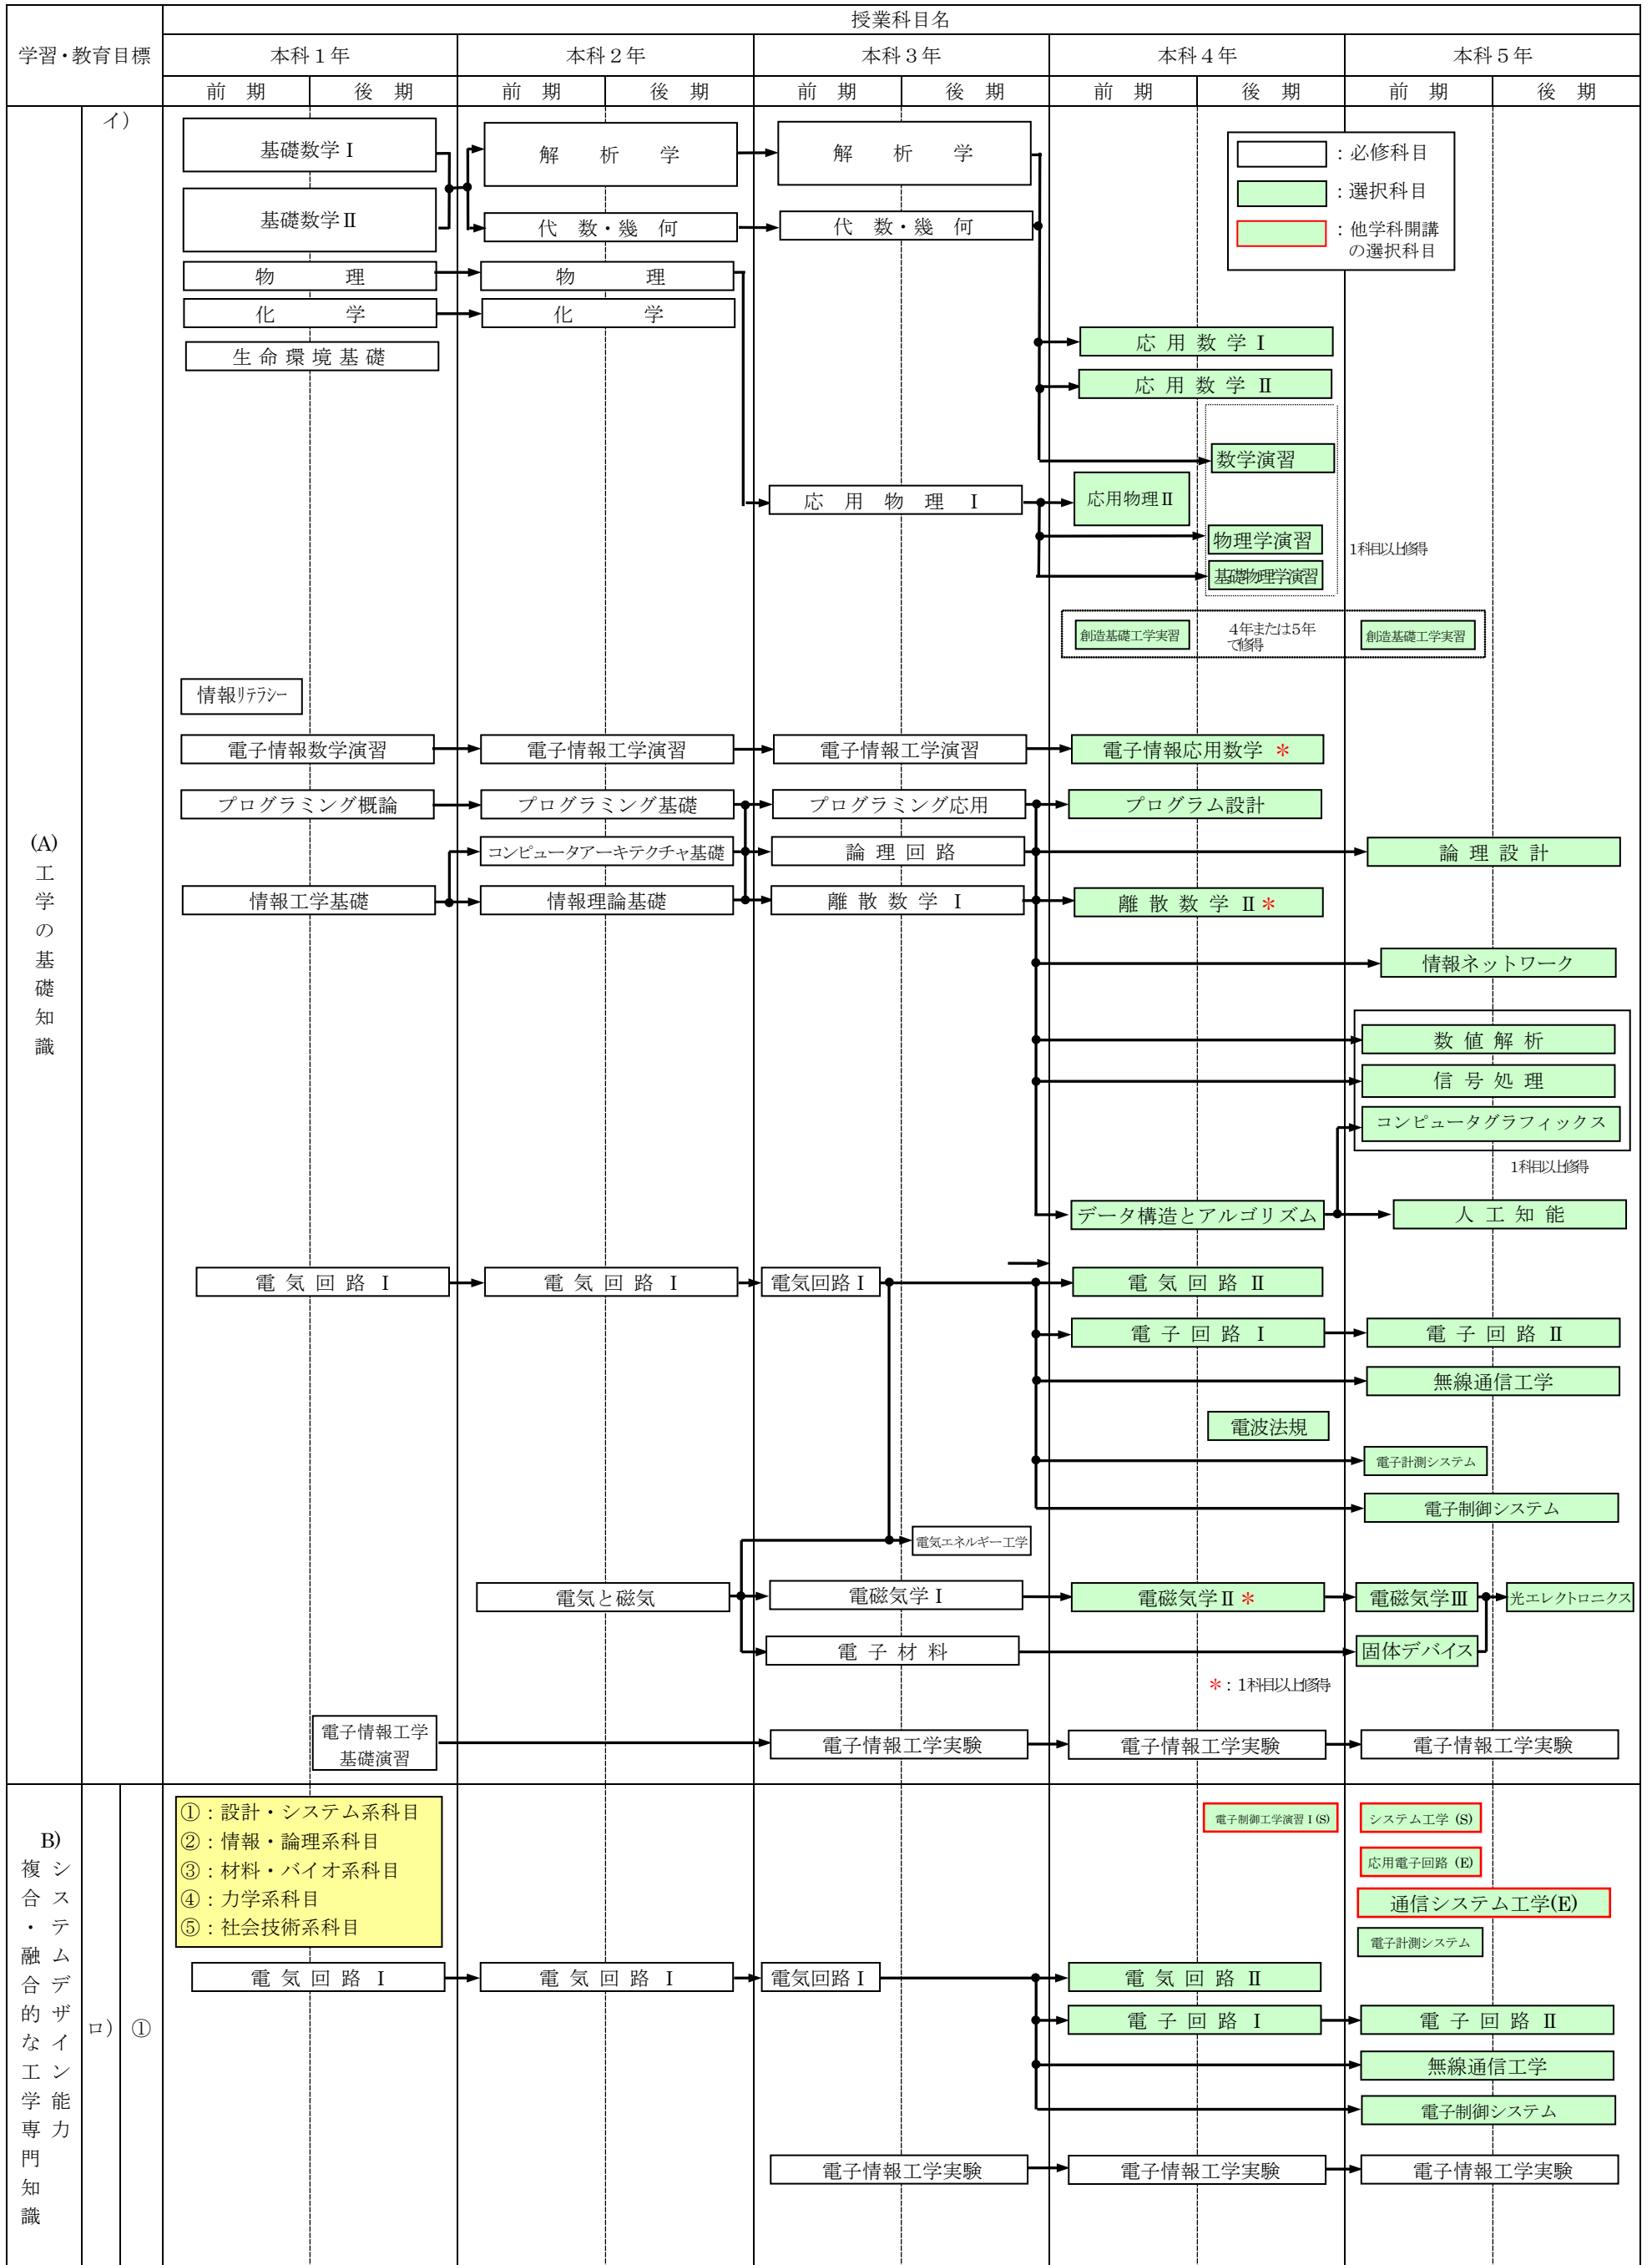 授業科目名
学習・教育目標
本科１年
本科２年
本科３年
本科４年
本科５年
前　期
後　期
前　期
後　期
前　期
後　期
前　期
後　期
前　期
後　期
(A)
工学の基礎知識
イ）
：必修科目
：選択科目
：他学科開講
の選択科目
基礎数学Ⅰ
解　析　学
解　析　学
基礎数学Ⅱ
代　数・幾　何
代　数・幾　何
物　理
物　理
化　学
化　学
生命環境基礎
応用数学Ⅰ
応用数学Ⅱ
数学演習
応用物理Ⅰ
応用物理Ⅱ
物理学演習
基礎物理学演習
1科目以上修得
創造基礎工学実習
4年または5年
で修得
創造基礎工学実習
情報リテラシー
電子情報数学演習
電子情報工学演習
電子情報工学演習
電子情報応用数学 ＊
プログラミング概論
プログラミング基礎
プログラミング応用
プログラム設計
コンピュータアーキテクチャ基礎
論理回路
論理設計
情報工学基礎
情報理論基礎
離散数学Ⅰ
離散数学Ⅱ＊
情報ネットワーク
数値解析
信号処理
コンピュータグラフィックス
1科目以上修得
データ構造とアルゴリズム
人工知能
電気回路Ⅰ
電気回路Ⅰ
電気回路Ⅰ
電気回路Ⅱ
電子回路Ⅰ
電子回路Ⅱ
無線通信工学
電波法規
電子計測システム
電子制御システム
電気エネルギー工学
電気と磁気
電磁気学Ⅰ
電磁気学Ⅱ＊
電磁気学Ⅲ
光エレクトロニクス
電子材料
固体デバイス
＊：1科目以上修得
電子情報工学
基礎演習
電子情報工学実験
電子情報工学実験
電子情報工学実験
B)
システムデザイン能力
複合・融合的な工学専門知識
ロ）
①
①：設計・システム系科目
②：情報・論理系科目
③：材料・バイオ系科目
④：力学系科目
⑤：社会技術系科目
電子制御工学演習Ⅰ(S)
システム工学 (S)
応用電子回路 (E)
通信システム工学(E)
電子計測システム
電気回路Ⅰ
電気回路Ⅰ
電気回路Ⅰ
電気回路Ⅱ
電子回路Ⅰ
電子回路Ⅱ
無線通信工学
電子制御システム
電子情報工学実験
電子情報工学実験
電子情報工学実験